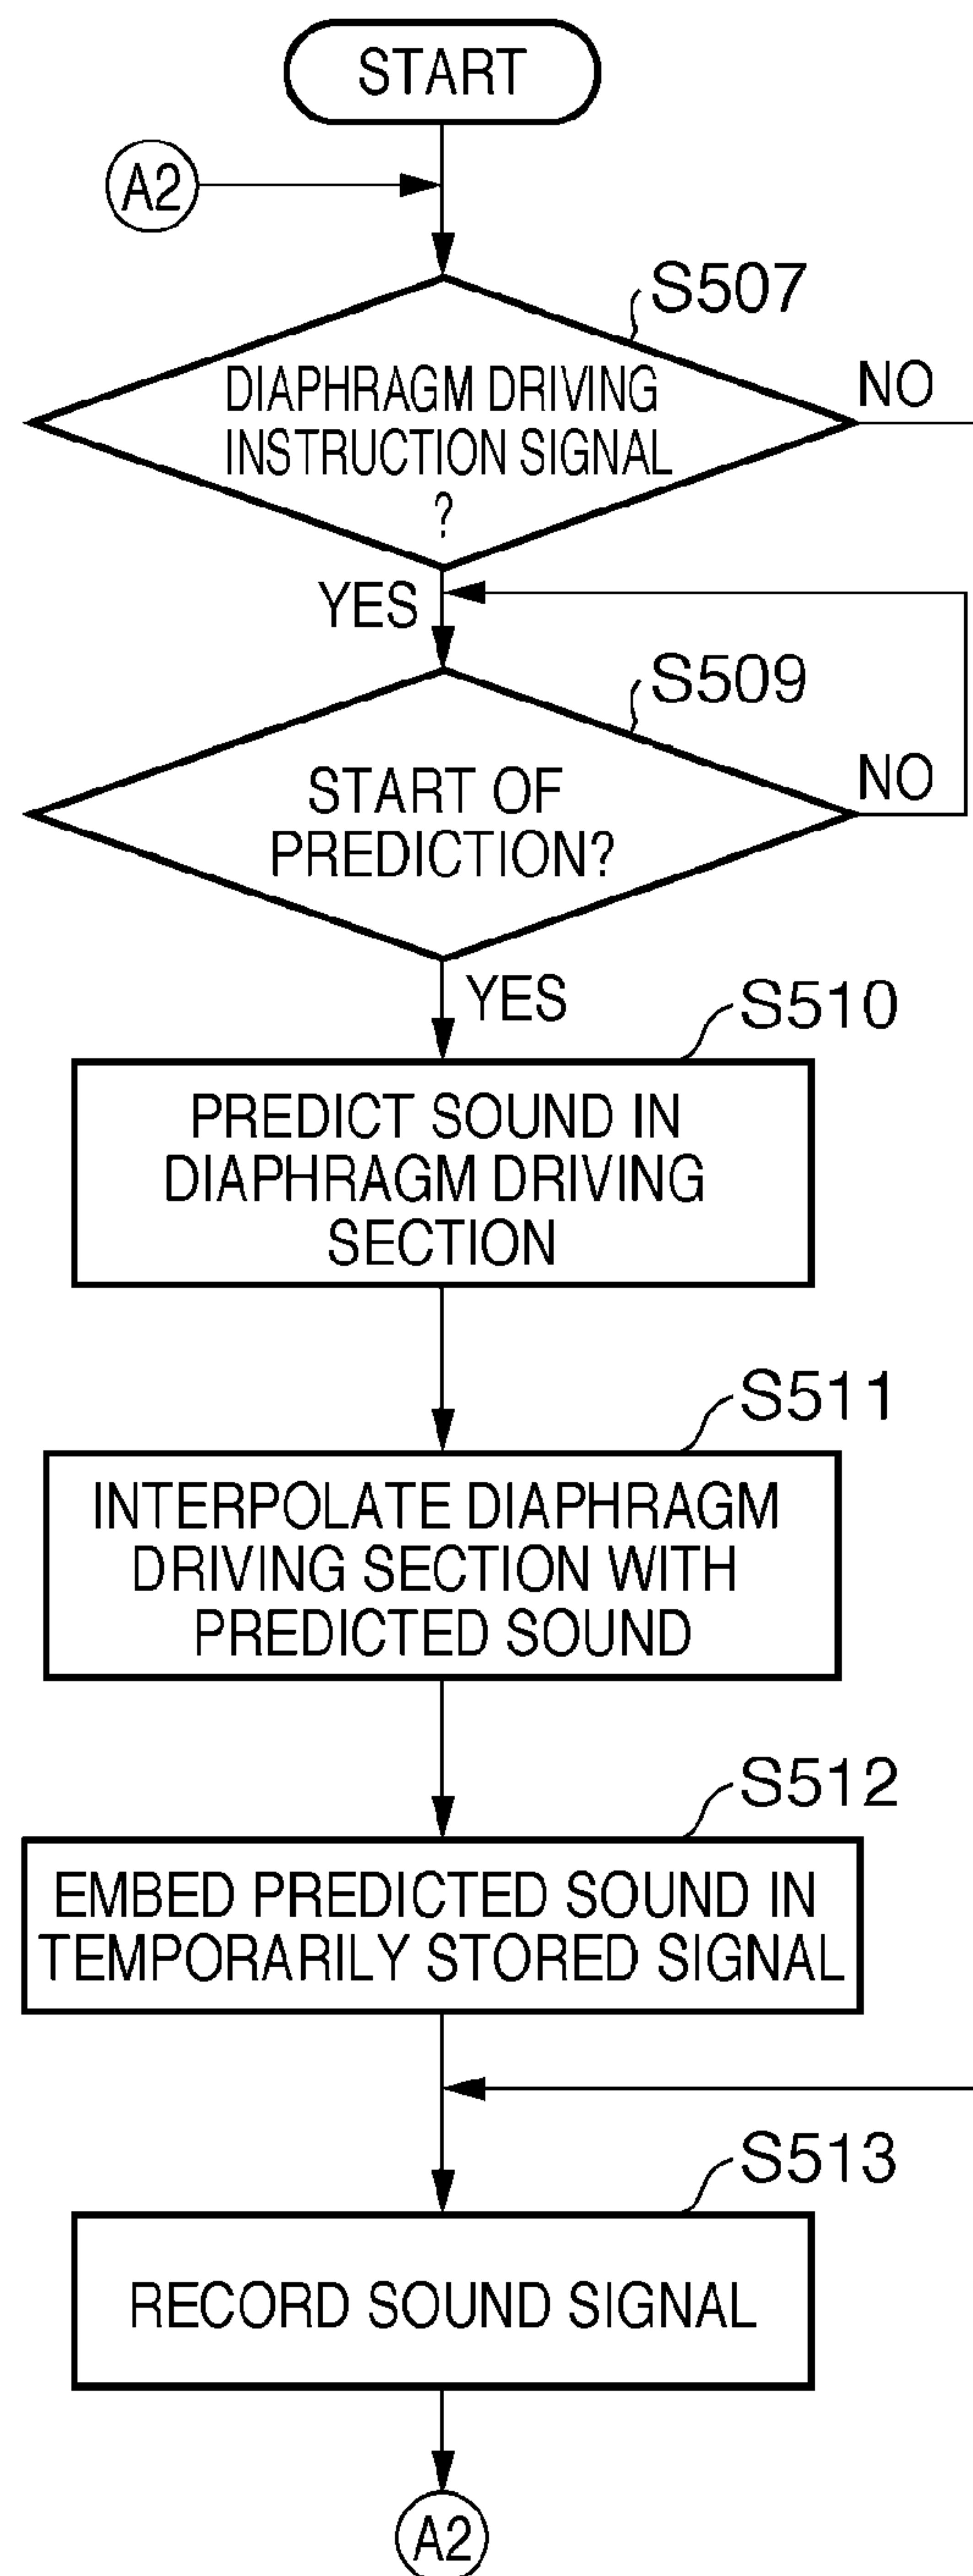 START
A2
S507
DIAPHRAGM DRIVING
INSTRUCTION SIGNAL
?
NO
YES
S509
START OF
PREDICTION?
NO
YES
S510
PREDICT SOUND IN
DIAPHRAGM DRIVING
SECTION
S511
INTERPOLATE DIAPHRAGM
DRIVING SECTION WITH
PREDICTED SOUND
S512
EMBED PREDICTED SOUND IN
TEMPORARILY STORED SIGNAL
S513
RECORD SOUND SIGNAL
A2